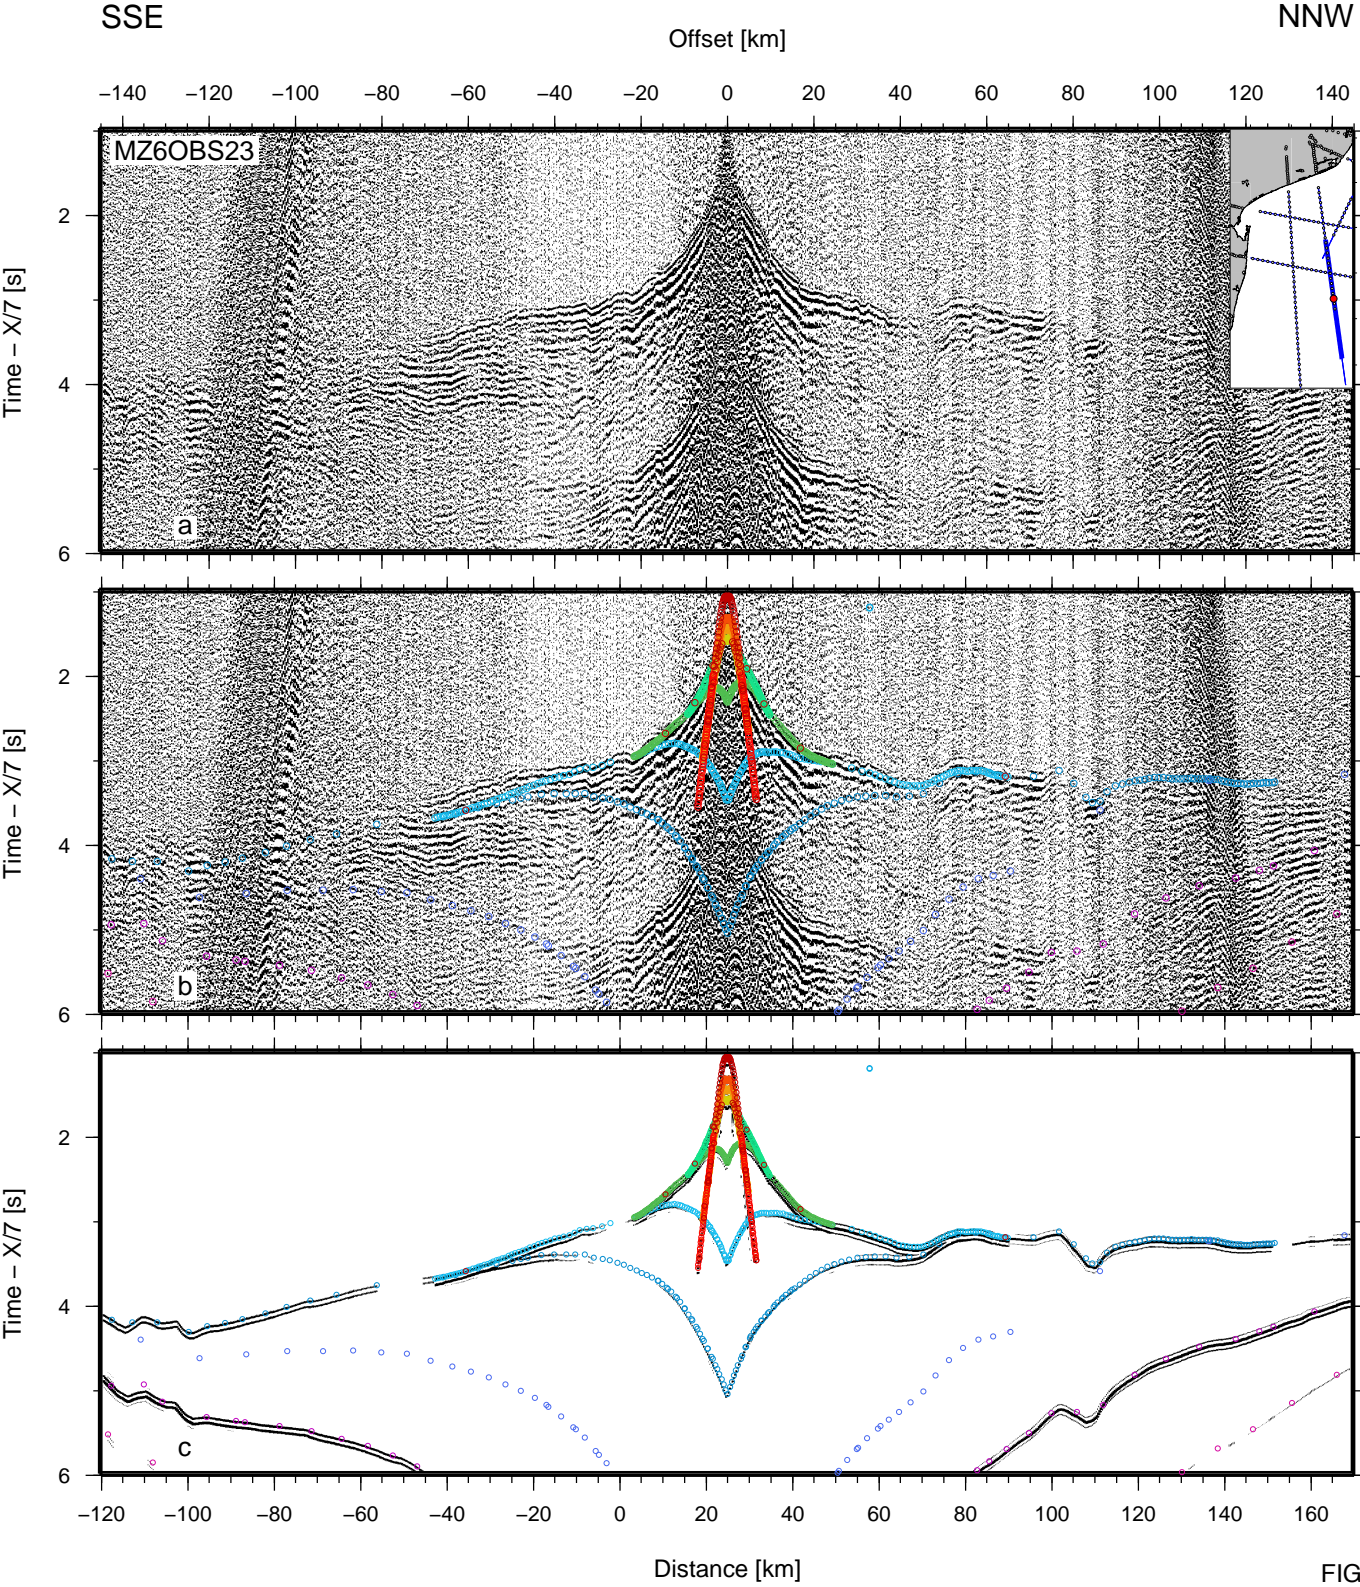 SSE NNW
Offset [km]
−140 −120 −100 −80 −60 −40 −20 0 20 40 60 80 100 120 140
MZ6OBS23
2
4
6
Time − X/7 [s]
a
2
4
6
Time − X/7 [s]
b
2
4
6
Time − X/7 [s]
c
−120 −100 −80 −60 −40 −20 0 20 40 60 80 100 120 140 160
Distance [km]
FIG